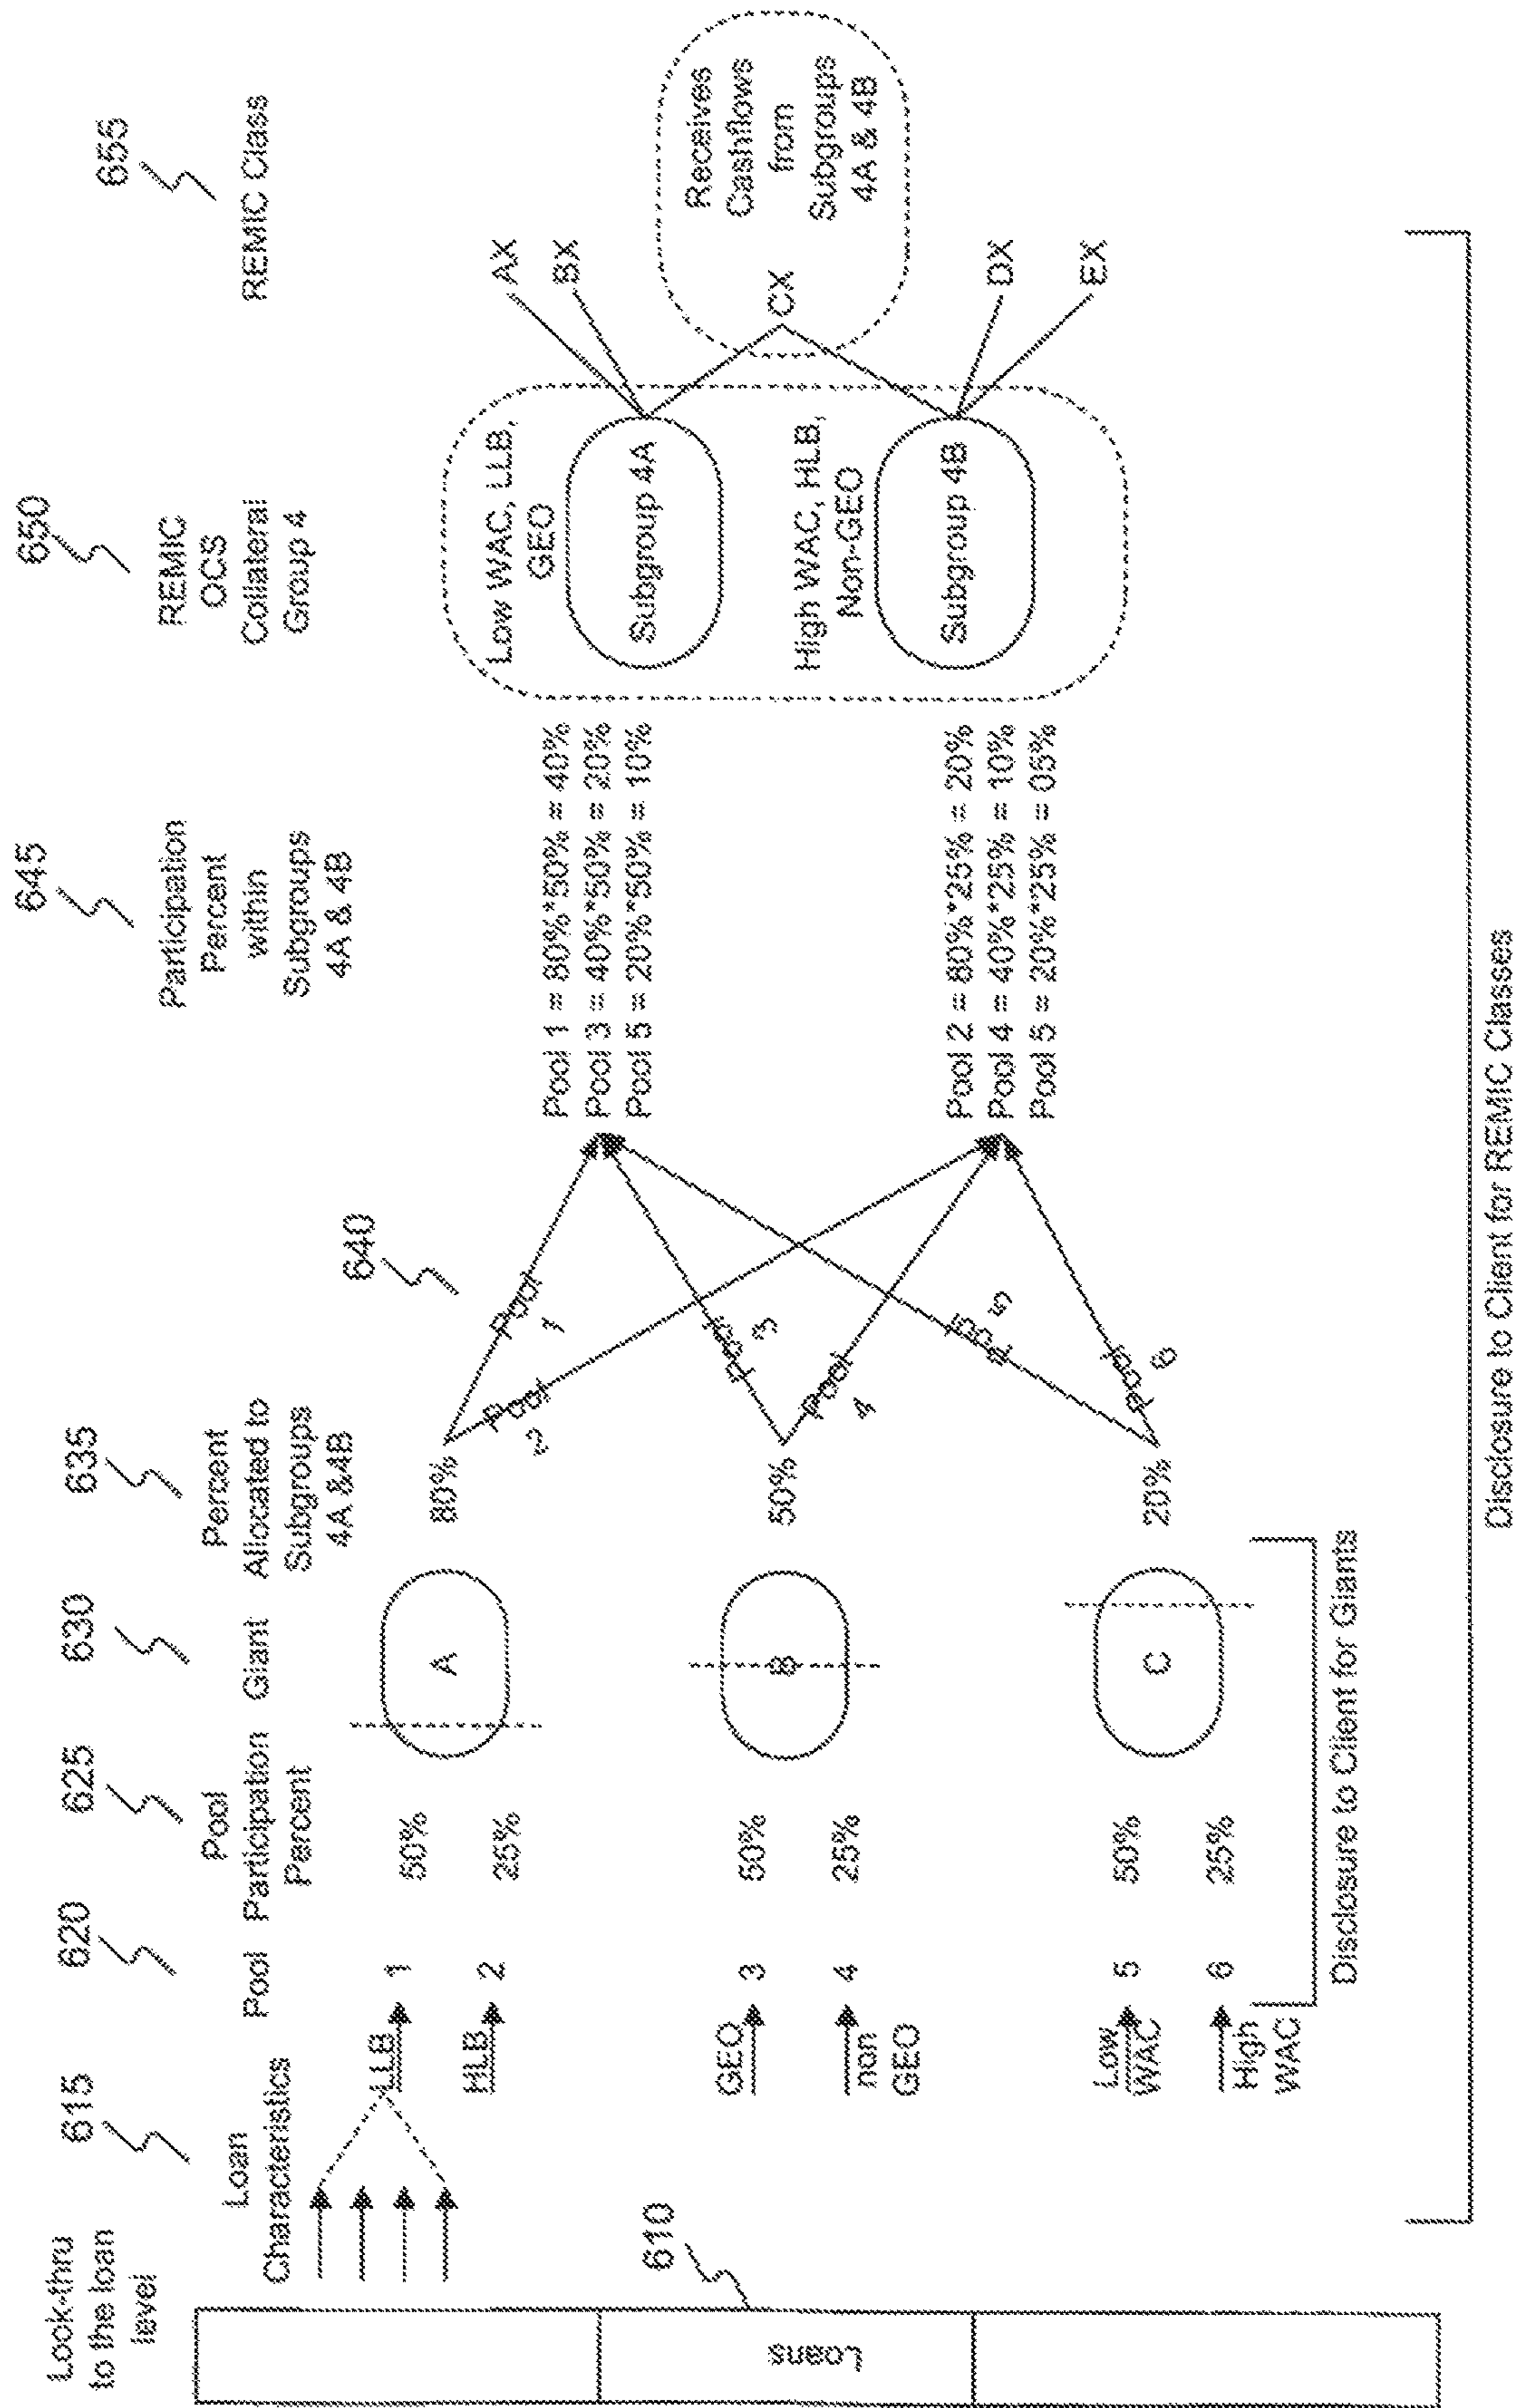 Look-thru
to the loan
level
615
Loan
Characteristics
620
Pool
625
Pool
Participation
Percent
630
Giant
635
Percent
Allocated to
Subgroups
4A &4B
640
645
Participation
Percent
within
Subgroups
4A & 4B
650
REMIC
OCS
Collateral
Group 4
655
REMIC Class
610
Loans
LLB
1
50%
HLB
2
25%
A
80%
GEO
3
50%
non
GEO
4
25%
B
50%
Low
WAC
5
50%
High
WAC
6
25%
C
20%
Pool
1
Pool
2
Pool
3
Pool
4
Pool
5
Pool
6
Pool 1 = 80%*50% = 40%
Pool 3 = 40%*50% = 20%
Pool 5 = 20%*50% = 10%
Pool 2 = 80%*25% = 20%
Pool 4 = 40%*25% = 10%
Pool 5 = 20%*25% = 05%
Low WAC, LLB,
GEO
Subgroup 4A
High WAC, HLB,
Non-GEO
Subgroup 4B
AX
BX
CX
DX
EX
Receives
Cashflows
from
Subgroups
4A & 4B
Disclosure to Client for Giants
Disclosure to Client for REMIC Classes